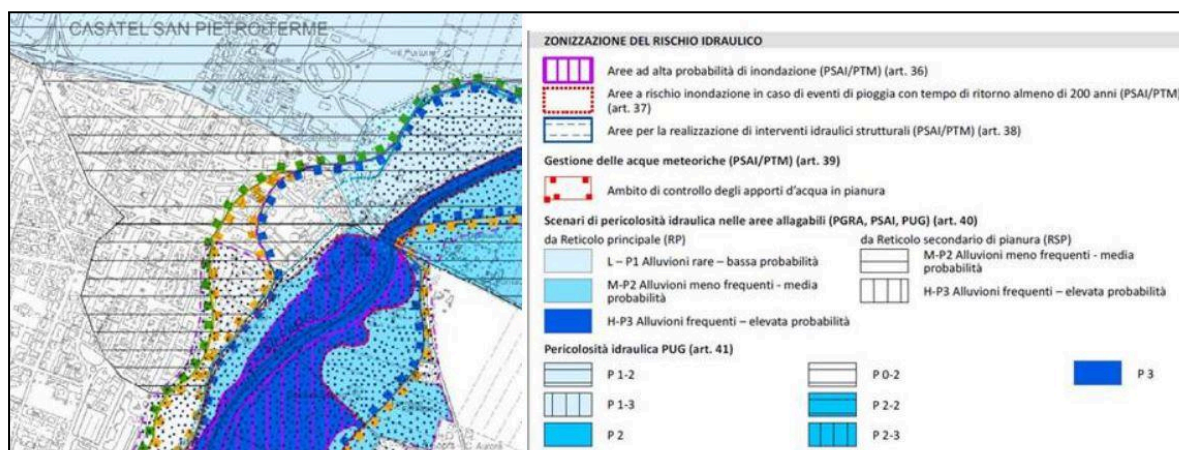 CASATEL SAN PIETRO TERME
ZONIZZAZIONE DEL RISCHIO IDRAULICO
Aree ad alta probabilità di inondazione (PSAI/PTM) (art. 36)
Aree a rischio inondazione in caso di eventi di pioggia con tempo di ritorno almeno di 200 anni (PSAI/PTM)
(art. 37)
Aree per la realizzazione di interventi idraulici strutturali (PSAI/PTM) (art. 38)
Gestione delle acque meteoriche (PSAI/PTM) (art. 39)
Ambito di controllo degli apporti d'acqua in pianura
Scenari di pericolosità idraulica nelle aree allagabili (PGRA, PSAI, PUG) (art. 40)
da Reticolo principale (RP)
L – P1 Alluvioni rare – bassa probabilità
M-P2 Alluvioni meno frequenti - media
probabilità
H-P3 Alluvioni frequenti – elevata probabilità
da Reticolo secondario di pianura (RSP)
M-P2 Alluvioni meno frequenti - media
probabilità
H-P3 Alluvioni frequenti – elevata probabilità
Pericolosità idraulica PUG (art. 41)
P 1-2
P 0-2
P 3
P 1-3
P 2-2
P 2
P 2-3